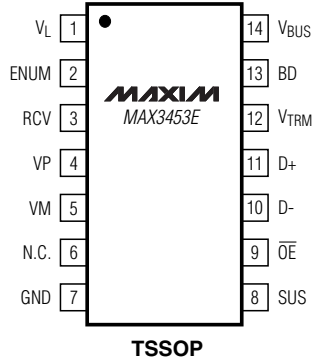 VL 1 14 VBUS
ENUM 2 13 BD
MAXIM
RCV 3 MAX3453E 12 VTRM
VP 4 11 D+
VM 5 10 D-
N.C. 6 9 O̅E̅
GND 7 8 SUS
TSSOP